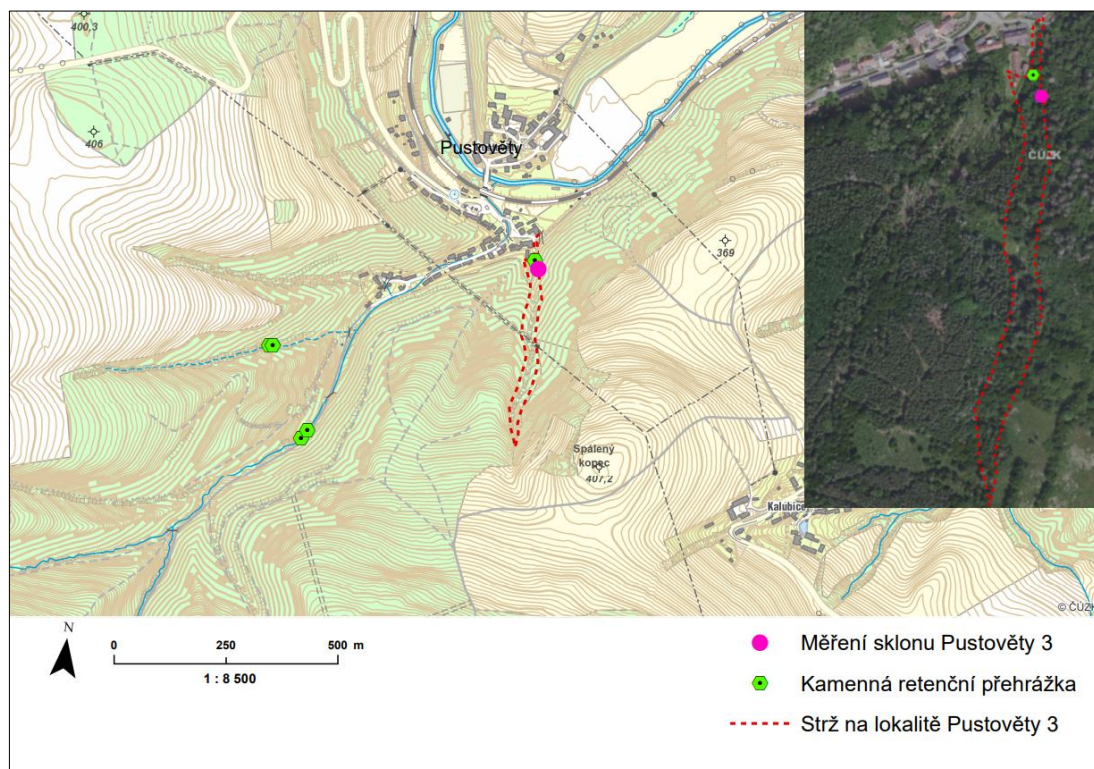 400,3
406
Pustověty
ČÚZK
369
Spálený
kopec
407,2
Kalubice
© ČÚZK
N
0 250 500 m
1 : 8 500
Měření sklonu Pustověty 3
Kamenná retenční přehrážka
Strž na lokalitě Pustověty 3